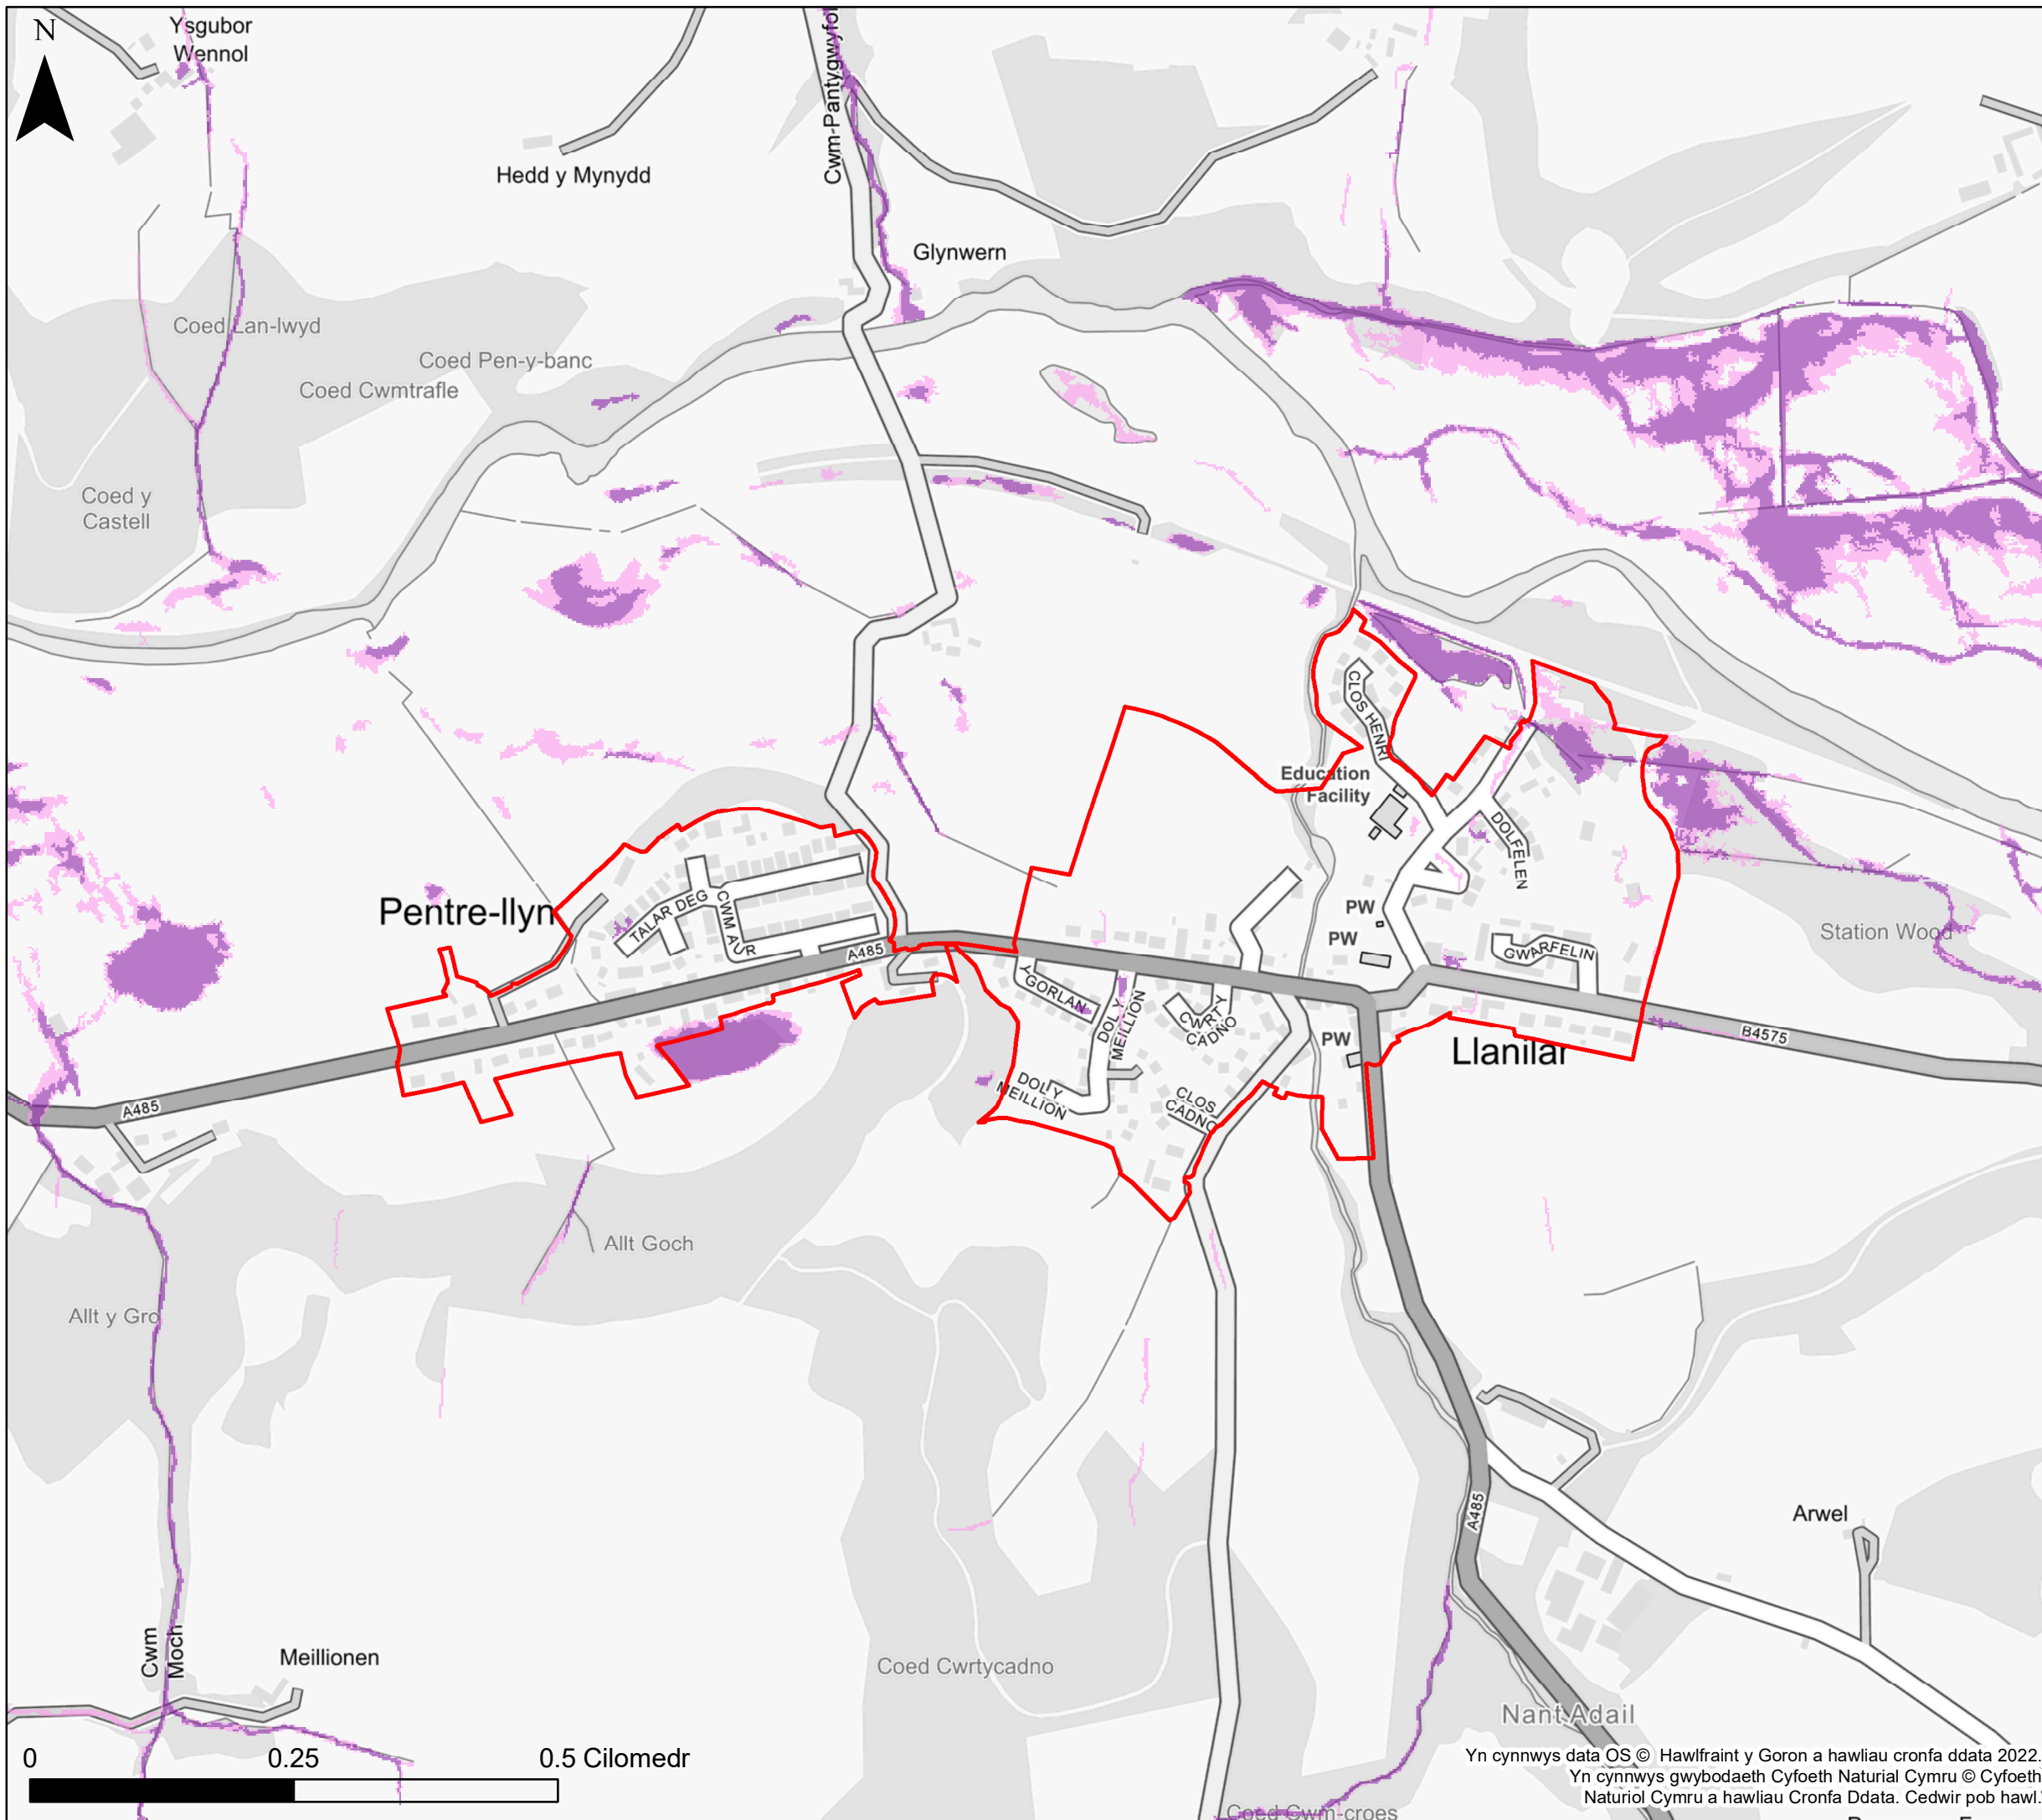 N
Ysgubor
Wennol
Hedd y Mynydd
Glynwern
Coed Lan-lwyd
Coed Pen-y-banc
Coed Cwmtrafle
Coed y
Castell
CLOS HENRI
Education
Facility
DOLFELEN
Pentre-llyn
TALAR DEG
CWM AUR
A485
PW
PW
GWARFELIN
Station Wood
Y GORLAN
DOL Y
MEILLION
CWRTY
CADNO
PW
Llanilar
B4575
DOL Y
MEILLION
CLOS
CADNO
A485
Allt Goch
Allt y Gro
A485
Arwel
Cwm
Moch
Meillionen
Coed Cwrtycadno
Nant Adail
0 0.25 0.5 Cilomedr
Yn cynnwys data OS © Hawlfraint y Goron a hawliau cronfa ddata 2022.
Yn cynnwys gwybodaeth Cyfoeth Naturial Cymru © Cyfoeth
Naturiol Cymru a hawliau Cronfa Ddata. Cedwir pob hawl.
Coed Cwm-croes